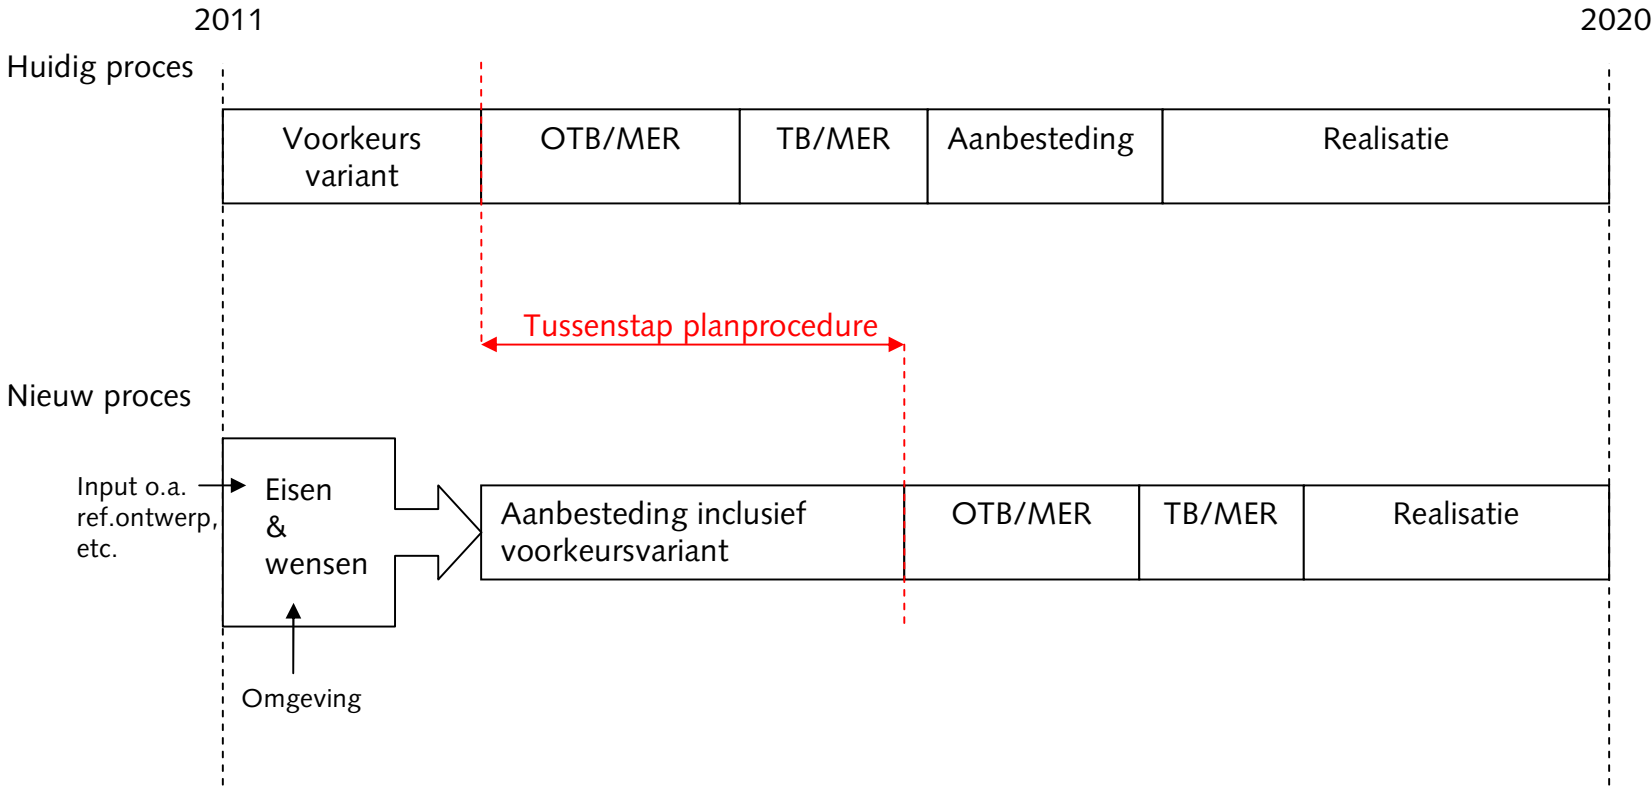 2011
2020
Huidig proces
Voorkeurs
variant
OTB/MER
TB/MER
Aanbesteding
Realisatie
Tussenstap planprocedure
Nieuw proces
Input o.a.
ref.ontwerp,
etc.
Eisen
&
wensen
Aanbesteding inclusief
voorkeursvariant
OTB/MER
TB/MER
Realisatie
Omgeving